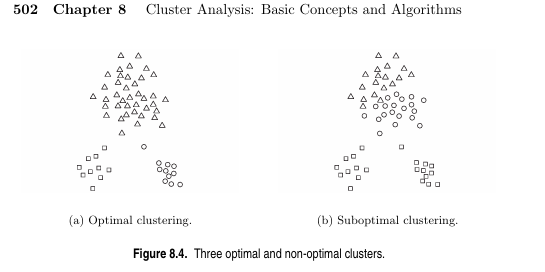 502 Chapter 8 Cluster Analysis: Basic Concepts and Algorithms
(a) Optimal clustering. (b) Suboptimal clustering.
Figure 8.4. Three optimal and non-optimal clusters.